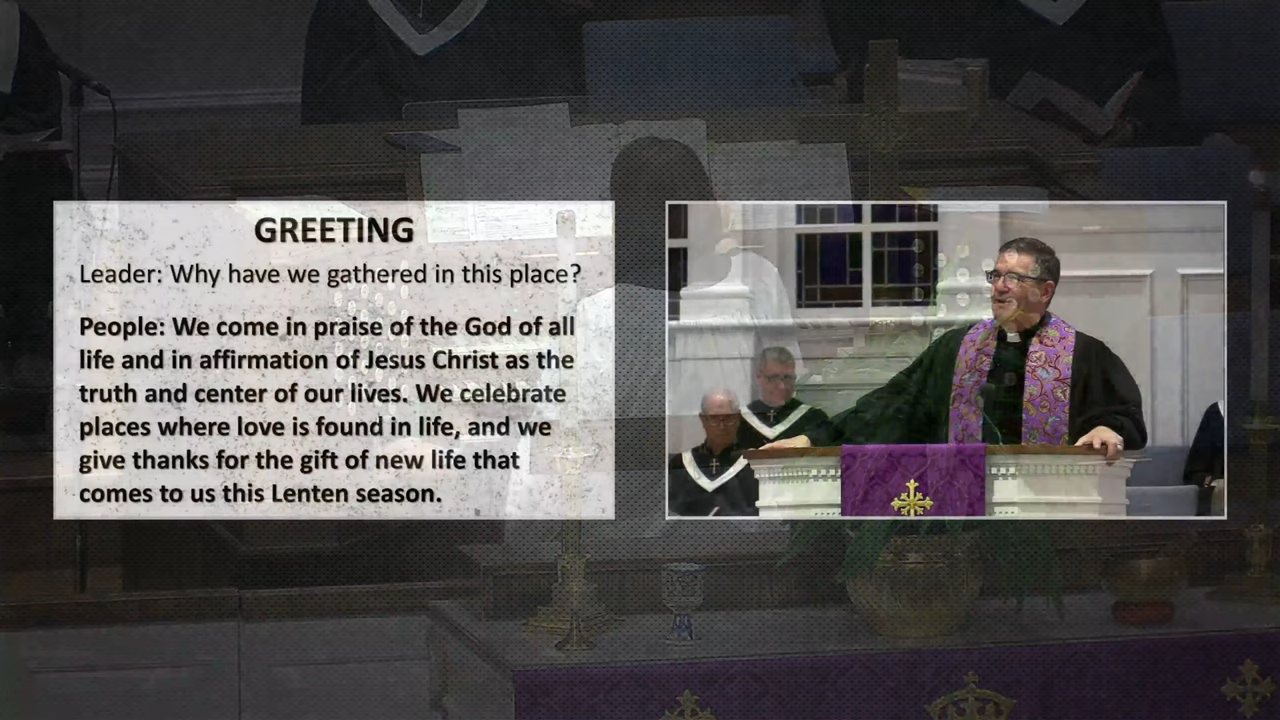 GREETING
Leader: Why have we gathered in this place?
People: We come in praise of the God of all
life and in affirmation of Jesus Christ as the
truth and center of our lives. We celebrate
places where love is found in life, and we
give thanks for the gift of new life that
comes to us this Lenten season.